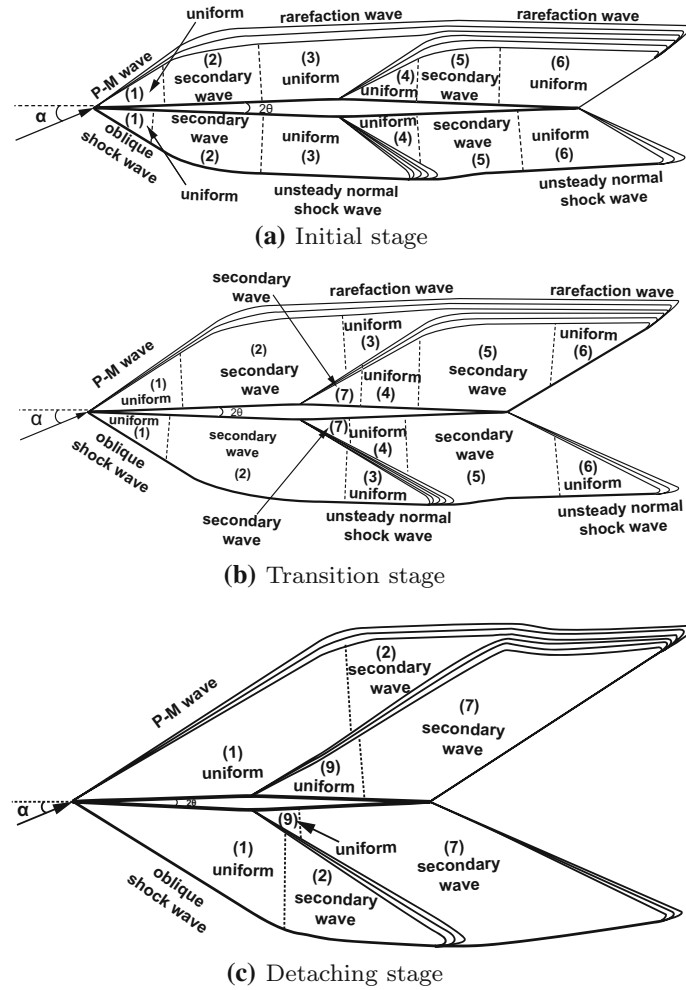 uniform
rarefaction wave
rarefaction wave
P-M wave
(2)
secondary
wave
(3)
uniform
(4)
uniform
(5)
secondary
wave
(6)
uniform
(1)
α
2θ
(1)
oblique
shock wave
secondary
wave
(2)
uniform
(3)
uniform
(4)
secondary
wave
(5)
uniform
(6)
uniform
unsteady normal
shock wave
unsteady normal
shock wave
(a) Initial stage
secondary
wave
rarefaction wave
rarefaction wave
P-M wave
(2)
secondary
wave
uniform
(3)
(5)
secondary
wave
uniform
(6)
(1)
uniform
(7)
uniform
(4)
α
2θ
uniform
(1)
oblique
shock wave
secondary
wave
(2)
(7)
uniform
(4)
(3)
uniform
secondary
wave
(5)
(6)
uniform
secondary
wave
unsteady normal
shock wave
unsteady normal
shock wave
(b) Transition stage
P-M wave
(2)
secondary
wave
(7)
secondary
wave
(1)
uniform
(9)
uniform
α
2θ
(9)
uniform
(1)
uniform
(2)
secondary
wave
(7)
secondary
wave
oblique
shock wave
(c) Detaching stage